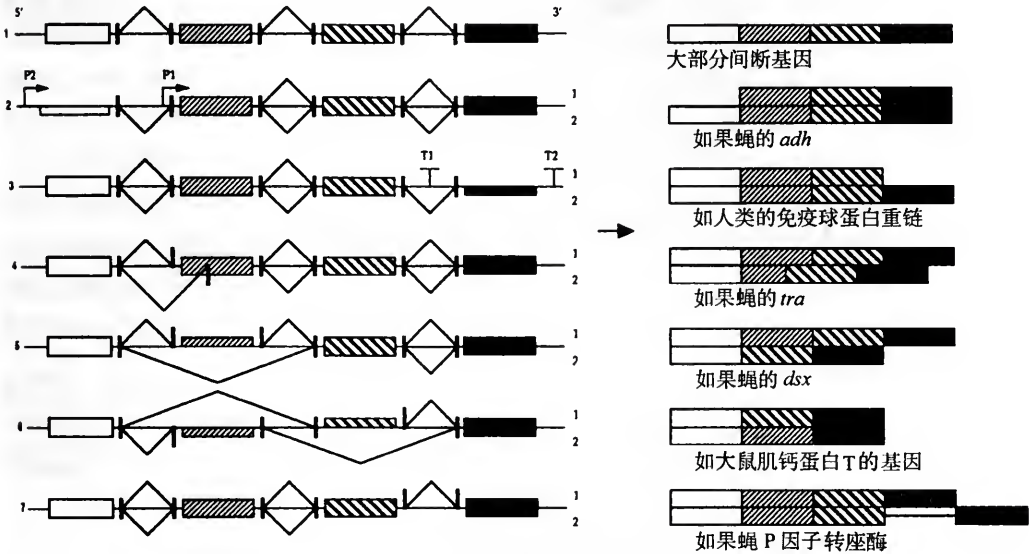 5' 3'
1
大部分间断基因
P2 P1
2 1
2
如果蝇的 adh
T1 T2
3 1
2
如人类的免疫球蛋白重链
4 1
2
如果蝇的 tra
5 1
2
如果蝇的 dsx
6 1
2
如大鼠肌钙蛋白T的基因
7 1
2
如果蝇 P 因子转座酶